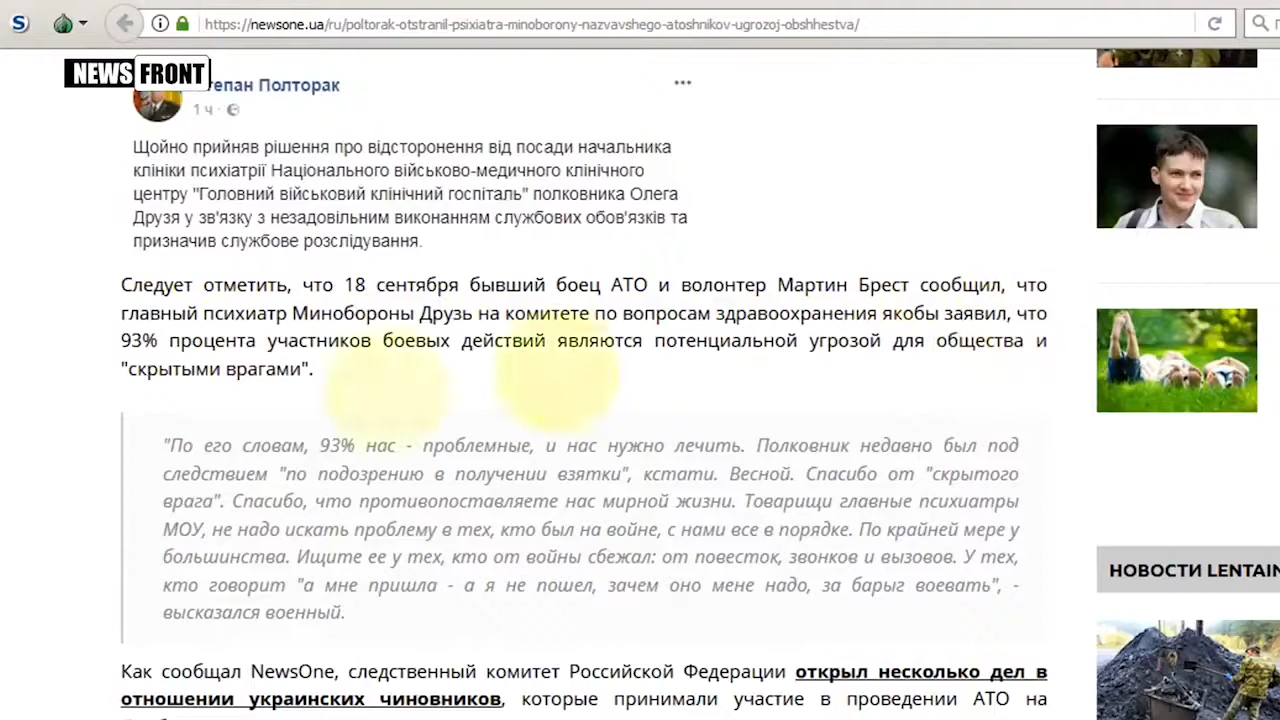 https://newsone.ua/ru/poltorak-otstranil-psixiatra-minoborony-nazvavshego-atoshnikov-ugrozoj-obshhestva/
NEWS FRONT
тепан Полторак
1 ч
Щойно прийняв рішення про відсторонення від посади начальника
клініки психіатрії Національного військово-медичного клінічного
центру "Головний військовий клінічний госпіталь" полковника Олега
Друзя у зв'язку з незадовільним виконанням службових обов'язків та
призначив службове розслідування.
Следует отметить, что 18 сентября бывший боец АТО и волонтер Мартин Брест сообщил, что
главный психиатр Минобороны Друзь на комитете по вопросам здравоохранения якобы заявил, что
93% процента участников боевых действий являются потенциальной угрозой для общества и
"скрытыми врагами".
"По его словам, 93% нас - проблемные, и нас нужно лечить. Полковник недавно был под
следствием "по подозрению в получении взятки", кстати. Весной. Спасибо от "скрытого
врага". Спасибо, что противопоставляете нас мирной жизни. Товарищи главные психиатры
МОУ, не надо искать проблему в тех, кто был на войне, с нами все в порядке. По крайней мере у
большинства. Ищите ее у тех, кто от войны сбежал: от повесток, звонков и вызовов. У тех,
кто говорит "а мне пришла - а я не пошел, зачем оно мене надо, за барыг воевать", -
высказался военный.
Как сообщал NewsOne, следственный комитет Российской Федерации открыл несколько дел в
отношении украинских чиновников, которые принимали участие в проведении АТО на
НОВОСТИ LENTAIN